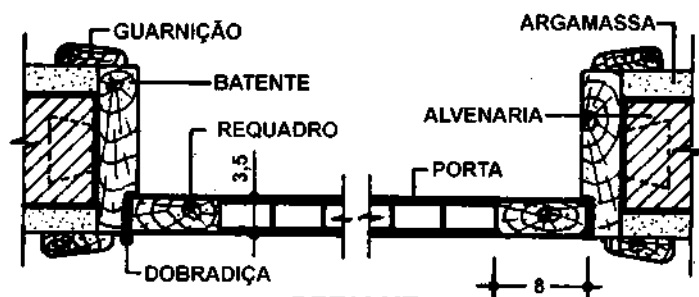 GUARNIÇÃO
ARGAMASSA
BATENTE
ALVENARIA
REQUADRO
3,5
PORTA
DOBRADIÇA
8